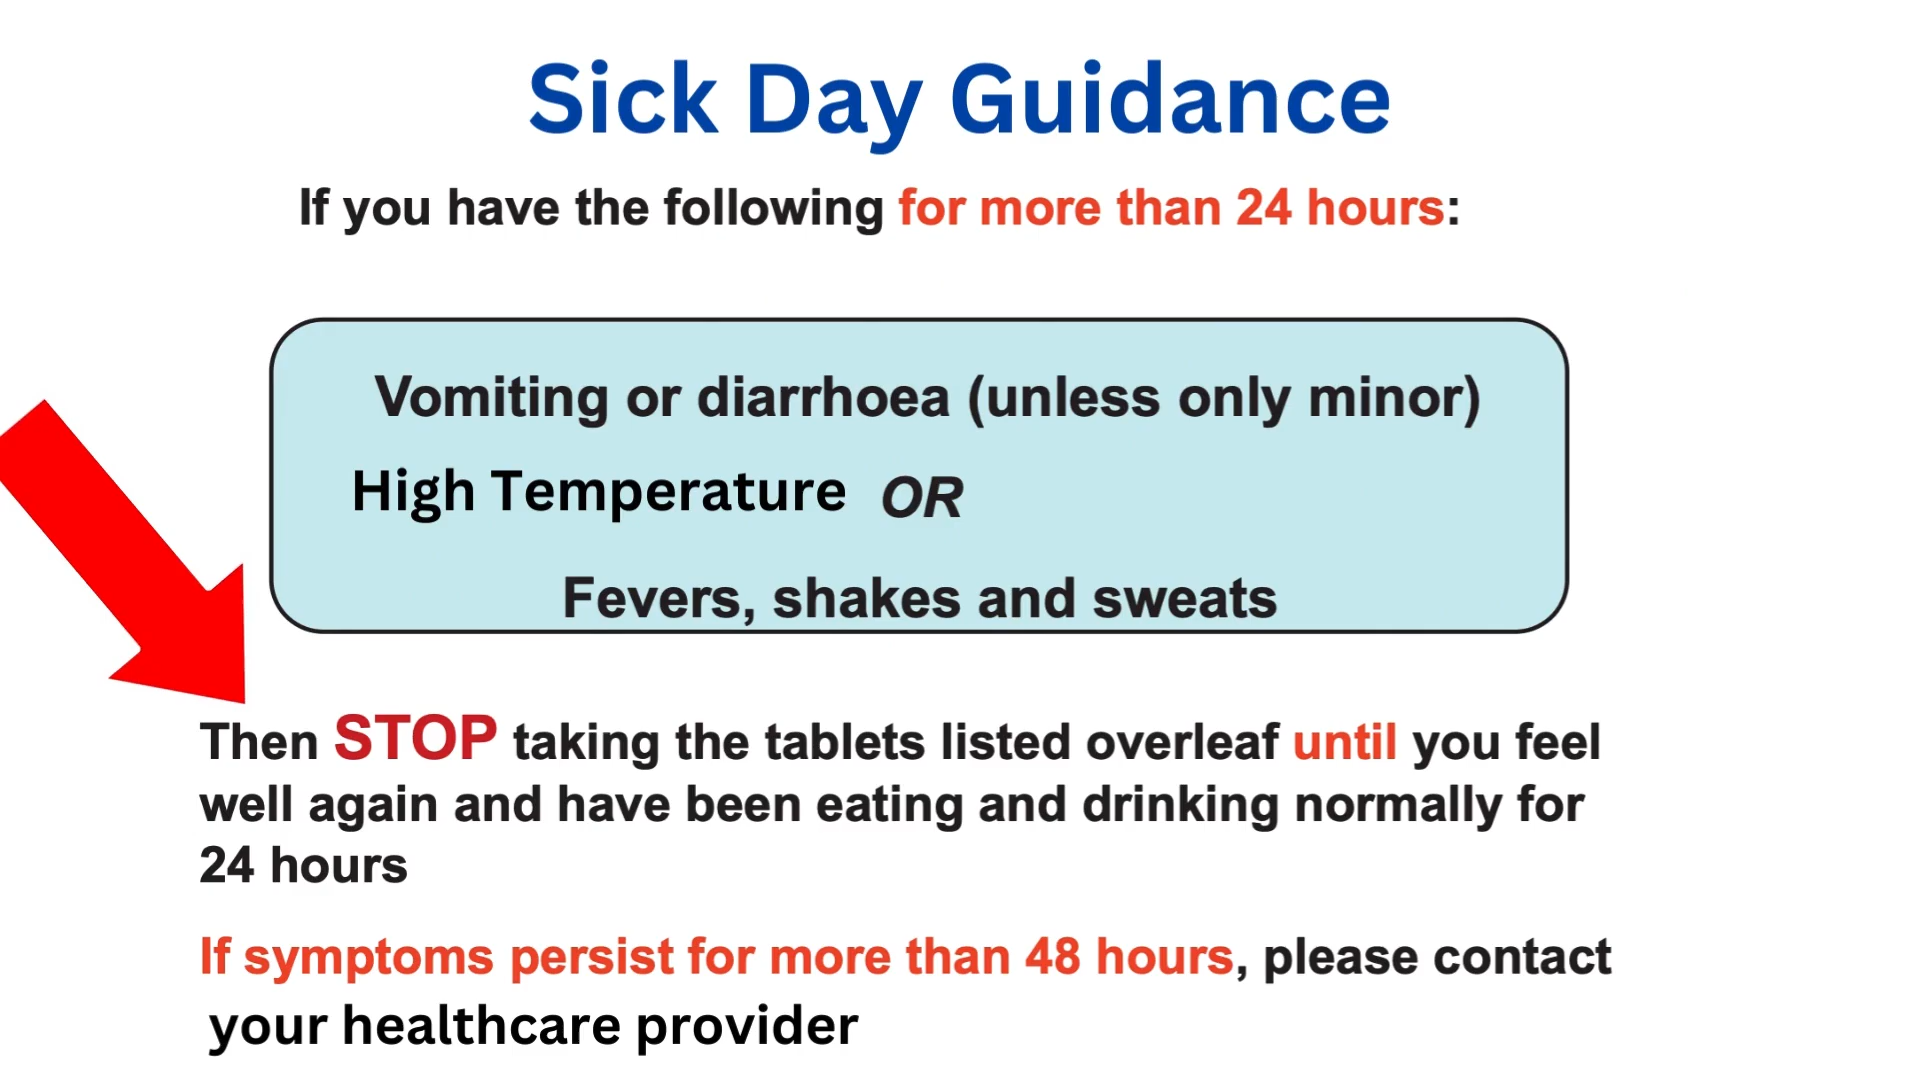 Sick Day Guidance
If you have the following for more than 24 hours:
Vomiting or diarrhoea (unless only minor)
High Temperature OR
Fevers, shakes and sweats
Then STOP taking the tablets listed overleaf until you feel
well again and have been eating and drinking normally for
24 hours
If symptoms persist for more than 48 hours, please contact
your healthcare provider